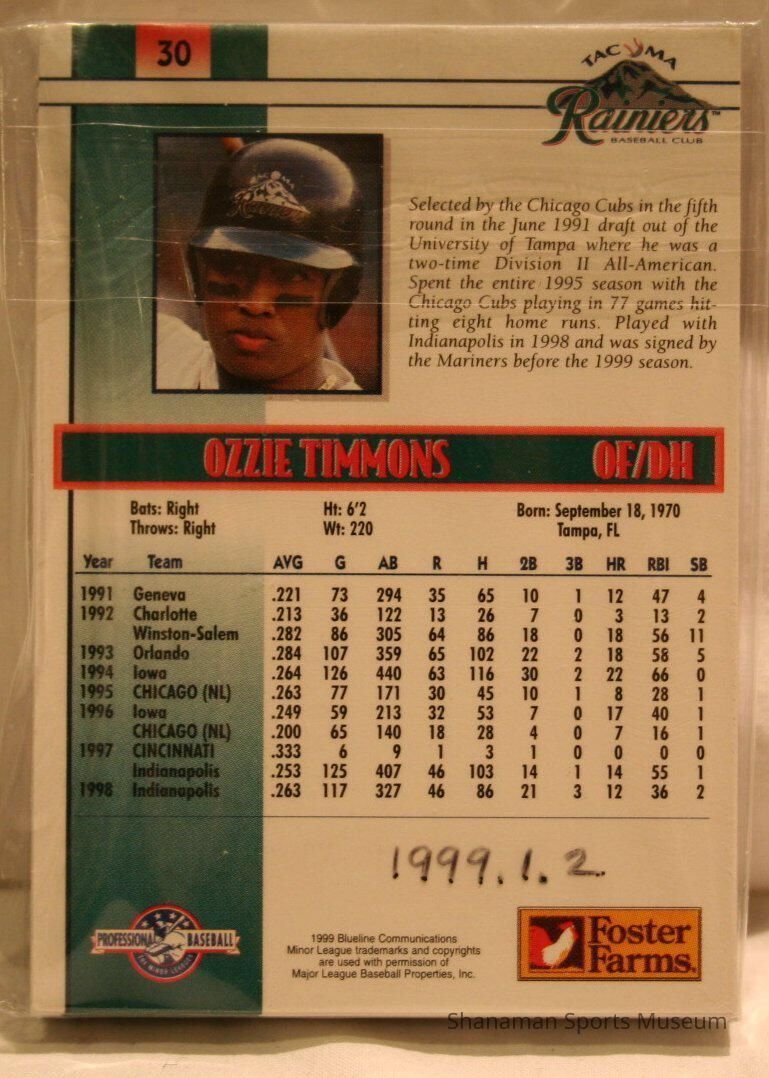 30
TACOMA
Rainiers™
BASEBALL CLUB
TACOMA
Rainiers
Selected by the Chicago Cubs in the fifth
round in the June 1991 draft out of the
University of Tampa where he was a
two-time Division II All-American.
Spent the entire 1995 season with the
Chicago Cubs playing in 77 games hit-
ting eight home runs. Played with
Indianapolis in 1998 and was signed by
the Mariners before the 1999 season.
OZZIE TIMMONS OF/DH
Bats: Right Ht: 6'2 Born: September 18, 1970
Throws: Right Wt: 220 Tampa, FL
Year Team AVG G AB R H 2B 3B HR RBI SB
1991 Geneva .221 73 294 35 65 10 1 12 47 4
1992 Charlotte .213 36 122 13 26 7 0 3 13 2
Winston-Salem .282 86 305 64 86 18 0 18 56 11
1993 Orlando .284 107 359 65 102 22 2 18 58 5
1994 Iowa .264 126 440 63 116 30 2 22 66 0
1995 CHICAGO (NL) .263 77 171 30 45 10 1 8 28 1
1996 Iowa .249 59 213 32 53 7 0 17 40 1
CHICAGO (NL) .200 65 140 18 28 4 0 7 16 1
1997 CINCINNATI .333 6 9 1 3 1 0 0 0 0
Indianapolis .253 125 407 46 103 14 1 14 55 1
1998 Indianapolis .263 117 327 46 86 21 3 12 36 2
1999.1.2.
PROFESSIONAL BASEBALL
THE MINOR LEAGUES
1999 Blueline Communications
Minor League trademarks and copyrights
are used with permission of
Major League Baseball Properties, Inc.
Foster
Farms.
Shanaman Sports Museum